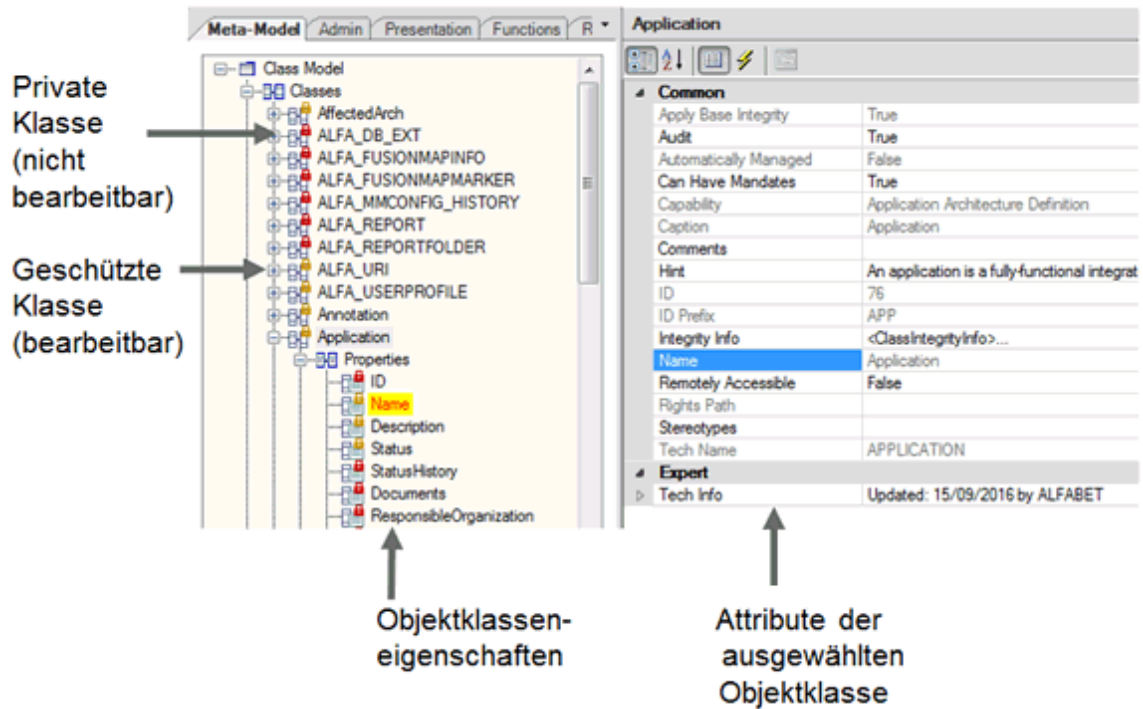 Meta-Model Admin Presentation Functions R
Class Model
Classes
AffectedArch
ALFA_DB_EXT
ALFA_FUSIONMAPINFO
ALFA_FUSIONMAPMARKER
ALFA_MMCONFIG_HISTORY
ALFA_REPORT
ALFA_REPORTFOLDER
ALFA_URI
ALFA_USERPROFILE
Annotation
Application
Properties
ID
Name
Description
Status
StatusHistory
Documents
ResponsibleOrganization
Private
Klasse
(nicht
bearbeitbar)
Geschützte
Klasse
(bearbeitbar)
Application
Common
Apply Base Integrity True
Audit True
Automatically Managed False
Can Have Mandates True
Capability Application Architecture Definition
Caption Application
Comments
Hint An application is a fully-functional integrat
ID 76
ID Prefix APP
Integrity Info <ClassIntegrityInfo>...
Name Application
Remotely Accessible False
Rights Path
Stereotypes
Tech Name APPLICATION
Expert
Tech Info Updated: 15/09/2016 by ALFABET
Objektklassen-
eigenschaften
Attribute der
ausgewählten
Objektklasse